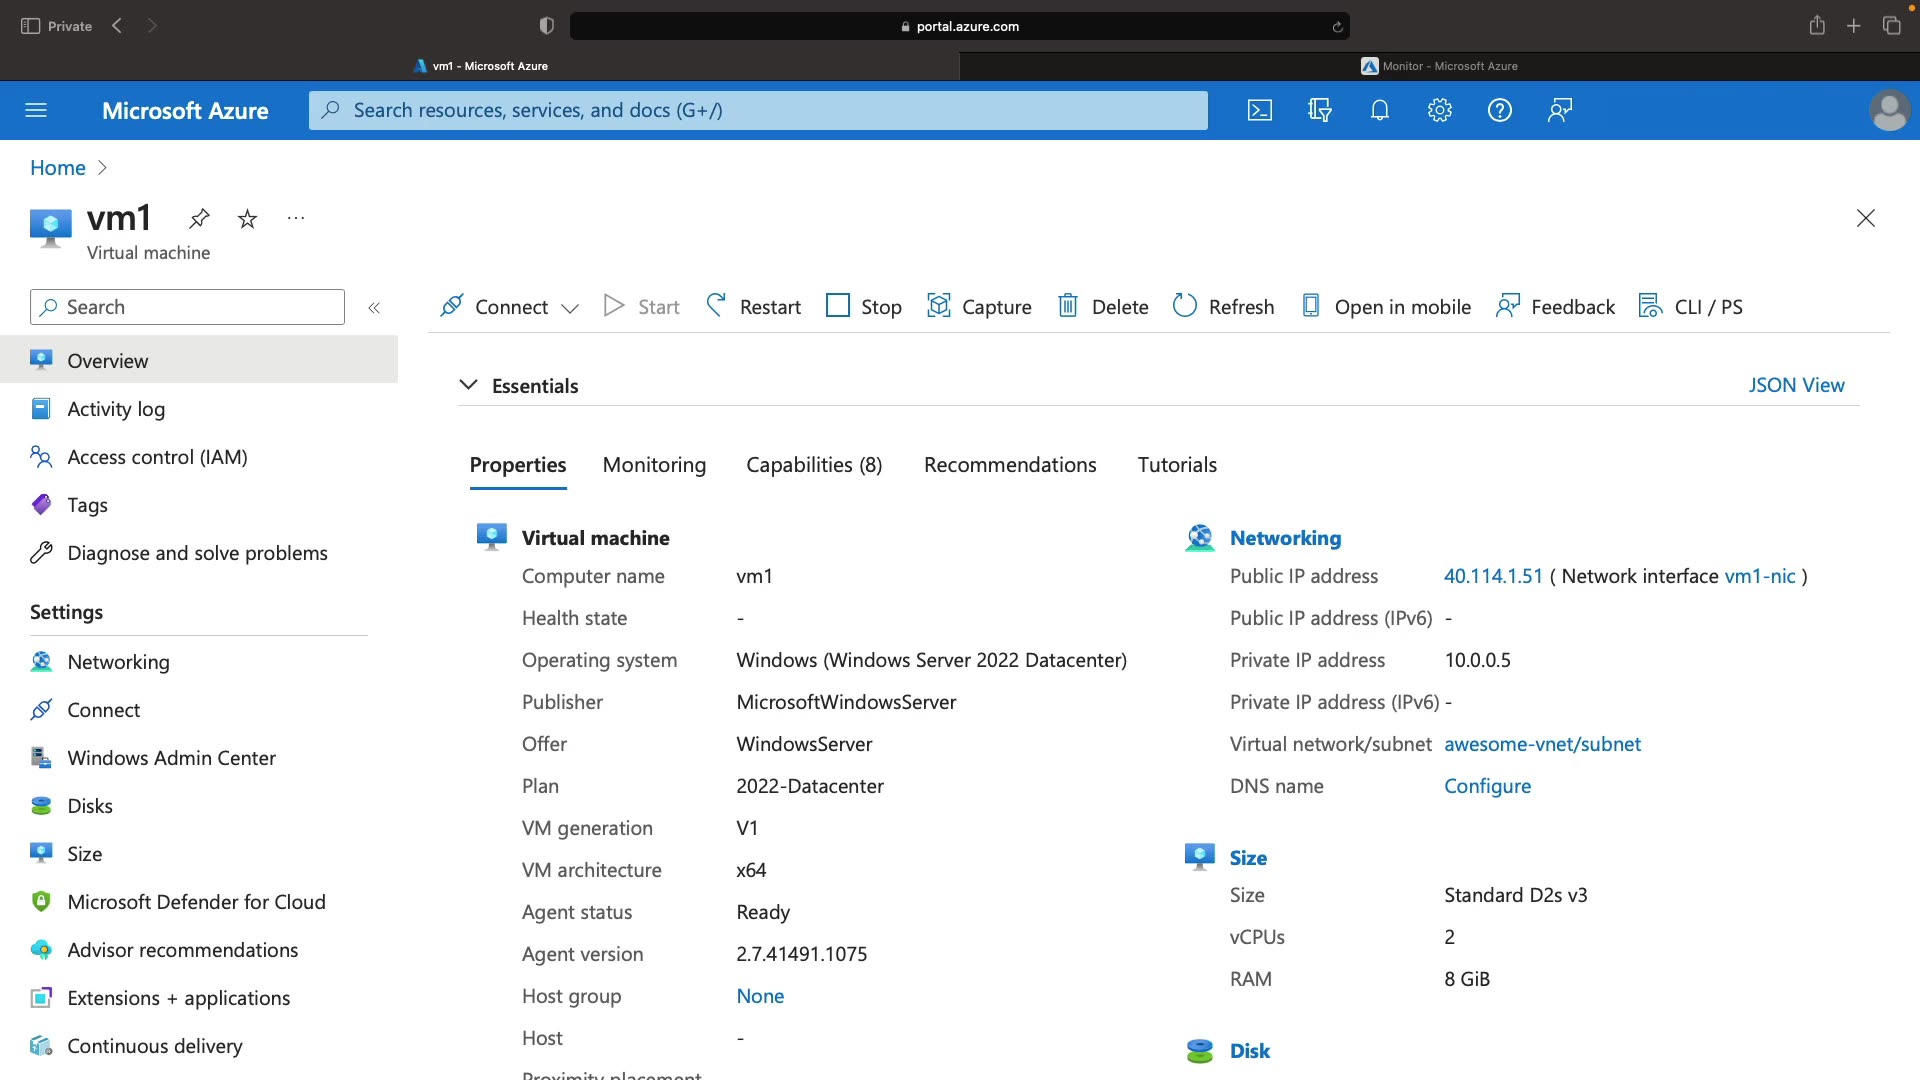 Private
portal.azure.com
vm1 - Microsoft Azure
Monitor - Microsoft Azure
Microsoft Azure
Search resources, services, and docs (G+/)
Home
vm1
Virtual machine
Search
Connect Start Restart Stop Capture Delete Refresh Open in mobile Feedback CLI / PS
Overview
Activity log
Access control (IAM)
Tags
Diagnose and solve problems
Settings
Networking
Connect
Windows Admin Center
Disks
Size
Microsoft Defender for Cloud
Advisor recommendations
Extensions + applications
Continuous delivery
Essentials
JSON View
Properties Monitoring Capabilities (8) Recommendations Tutorials
Virtual machine
Computer name vm1
Health state -
Operating system Windows (Windows Server 2022 Datacenter)
Publisher MicrosoftWindowsServer
Offer WindowsServer
Plan 2022-Datacenter
VM generation V1
VM architecture x64
Agent status Ready
Agent version 2.7.41491.1075
Host group None
Host -
Proximity placement
Networking
Public IP address 40.114.1.51 ( Network interface vm1-nic )
Public IP address (IPv6) -
Private IP address 10.0.0.5
Private IP address (IPv6) -
Virtual network/subnet awesome-vnet/subnet
DNS name Configure
Size
Size Standard D2s v3
vCPUs 2
RAM 8 GiB
Disk